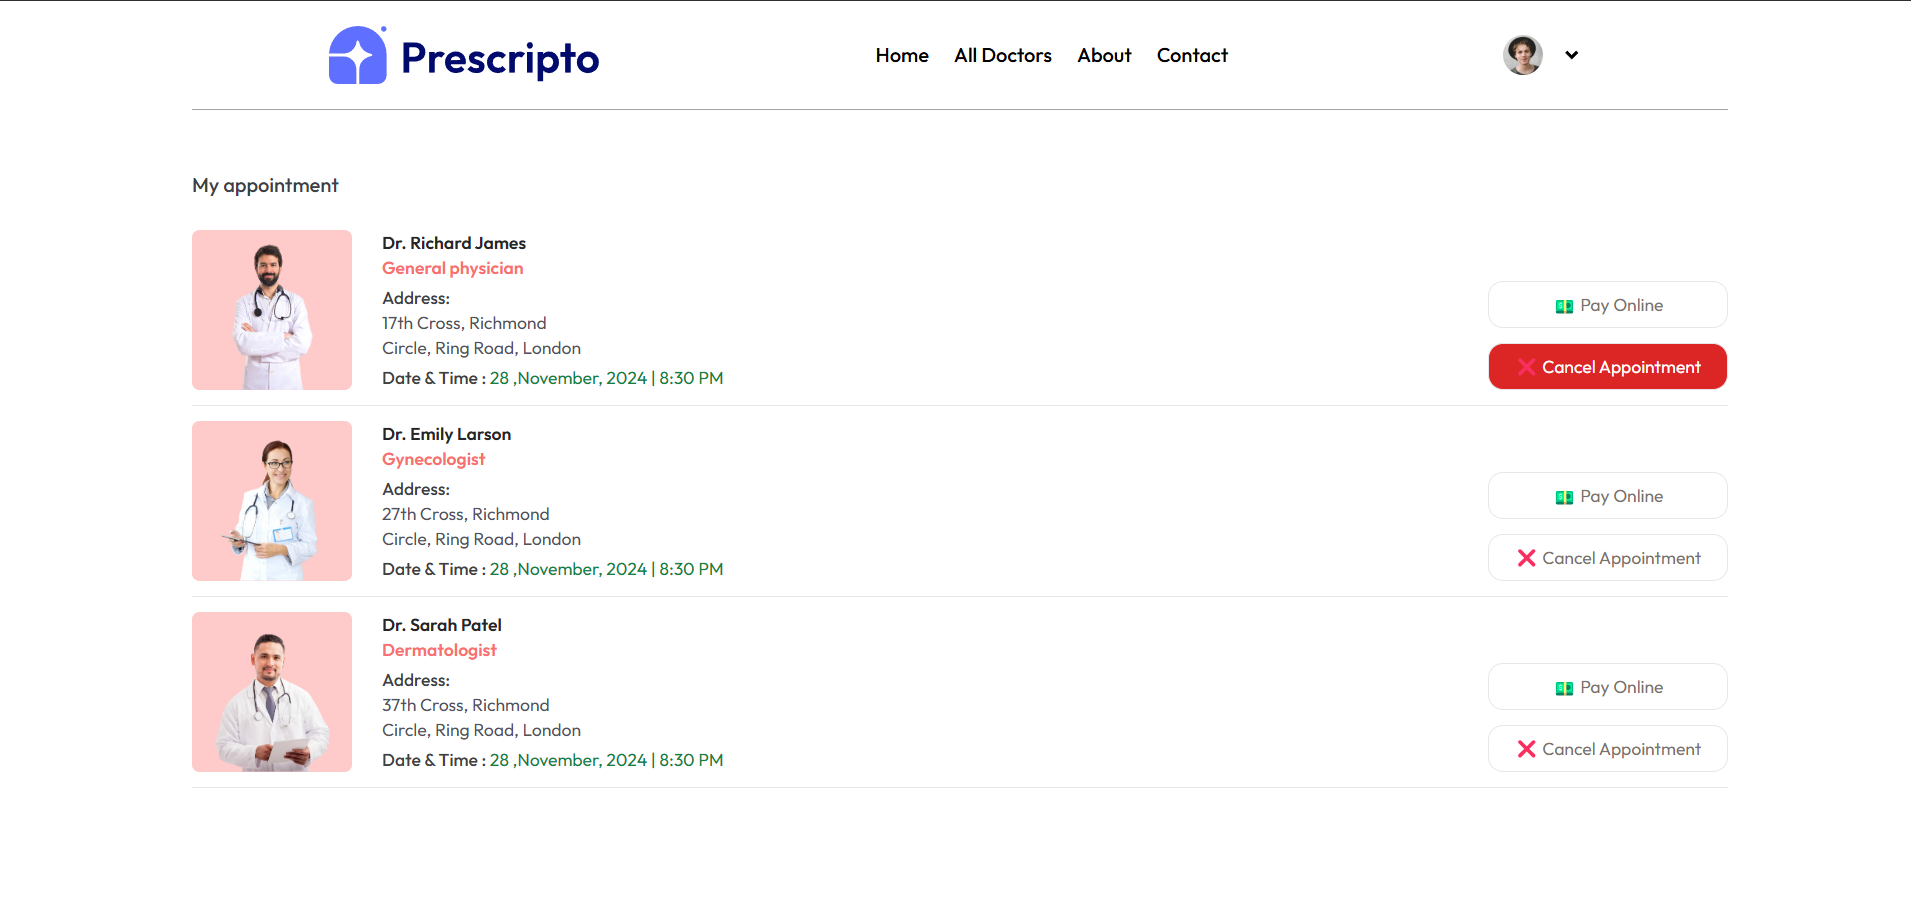 Prescripto
Home All Doctors About Contact
My appointment
Dr. Richard James
General physician
Address:
17th Cross, Richmond
Circle, Ring Road, London
Date & Time : 28 ,November, 2024 | 8:30 PM
💵 Pay Online
❌ Cancel Appointment
Dr. Emily Larson
Gynecologist
Address:
27th Cross, Richmond
Circle, Ring Road, London
Date & Time : 28 ,November, 2024 | 8:30 PM
💵 Pay Online
❌ Cancel Appointment
Dr. Sarah Patel
Dermatologist
Address:
37th Cross, Richmond
Circle, Ring Road, London
Date & Time : 28 ,November, 2024 | 8:30 PM
💵 Pay Online
❌ Cancel Appointment